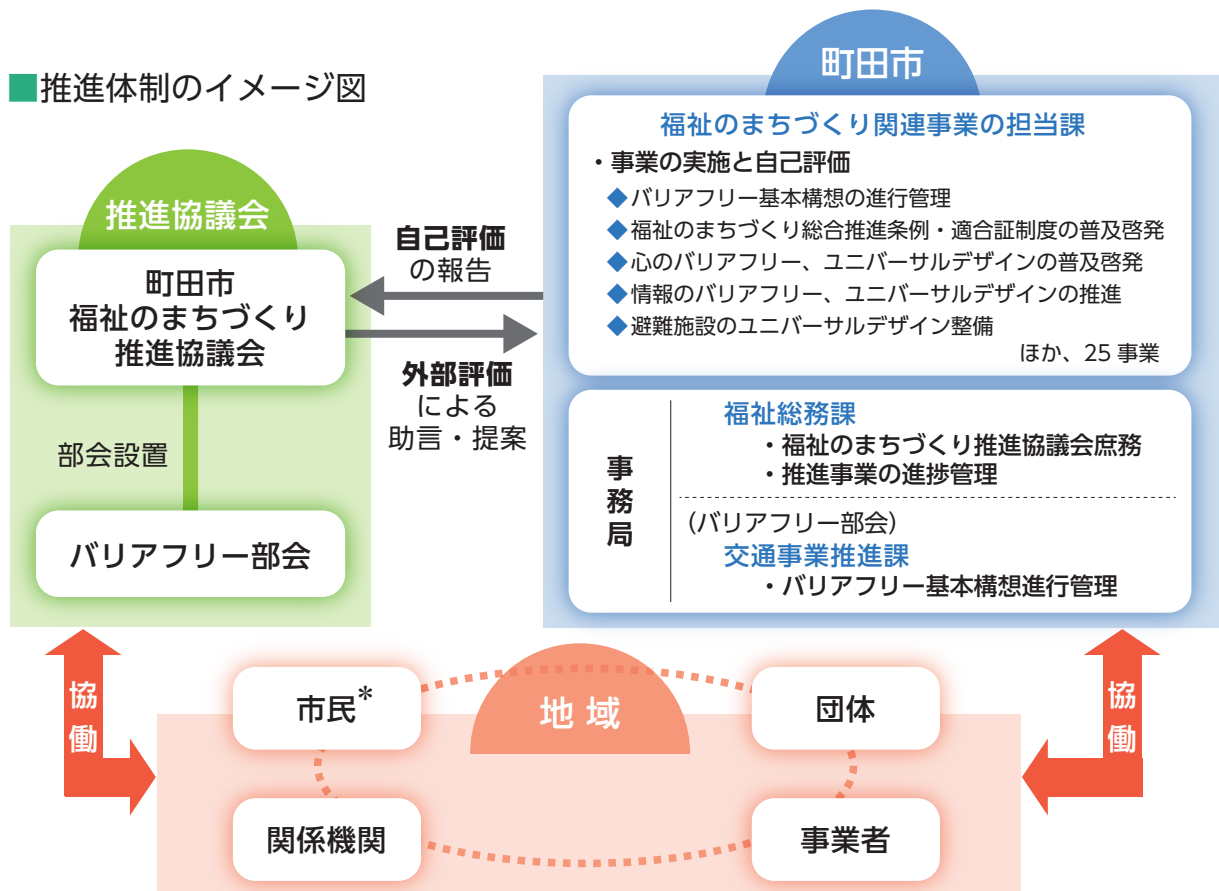 ■推進体制のイメージ図
推進協議会
町田市
福祉のまちづくり
推進協議会
部会設置
バリアフリー部会
自己評価
の報告
外部評価
による
助言・提案
町田市
福祉のまちづくり関連事業の担当課
・事業の実施と自己評価
◆バリアフリー基本構想の進行管理
◆福祉のまちづくり総合推進条例・適合証制度の普及啓発
◆心のバリアフリー、ユニバーサルデザインの普及啓発
◆情報のバリアフリー、ユニバーサルデザインの推進
◆避難施設のユニバーサルデザイン整備
ほか、25 事業
事務局
福祉総務課
・福祉のまちづくり推進協議会庶務
・推進事業の進捗管理
(バリアフリー部会)
交通事業推進課
・バリアフリー基本構想進行管理
協働
地域
市民*
団体
関係機関
事業者
協働